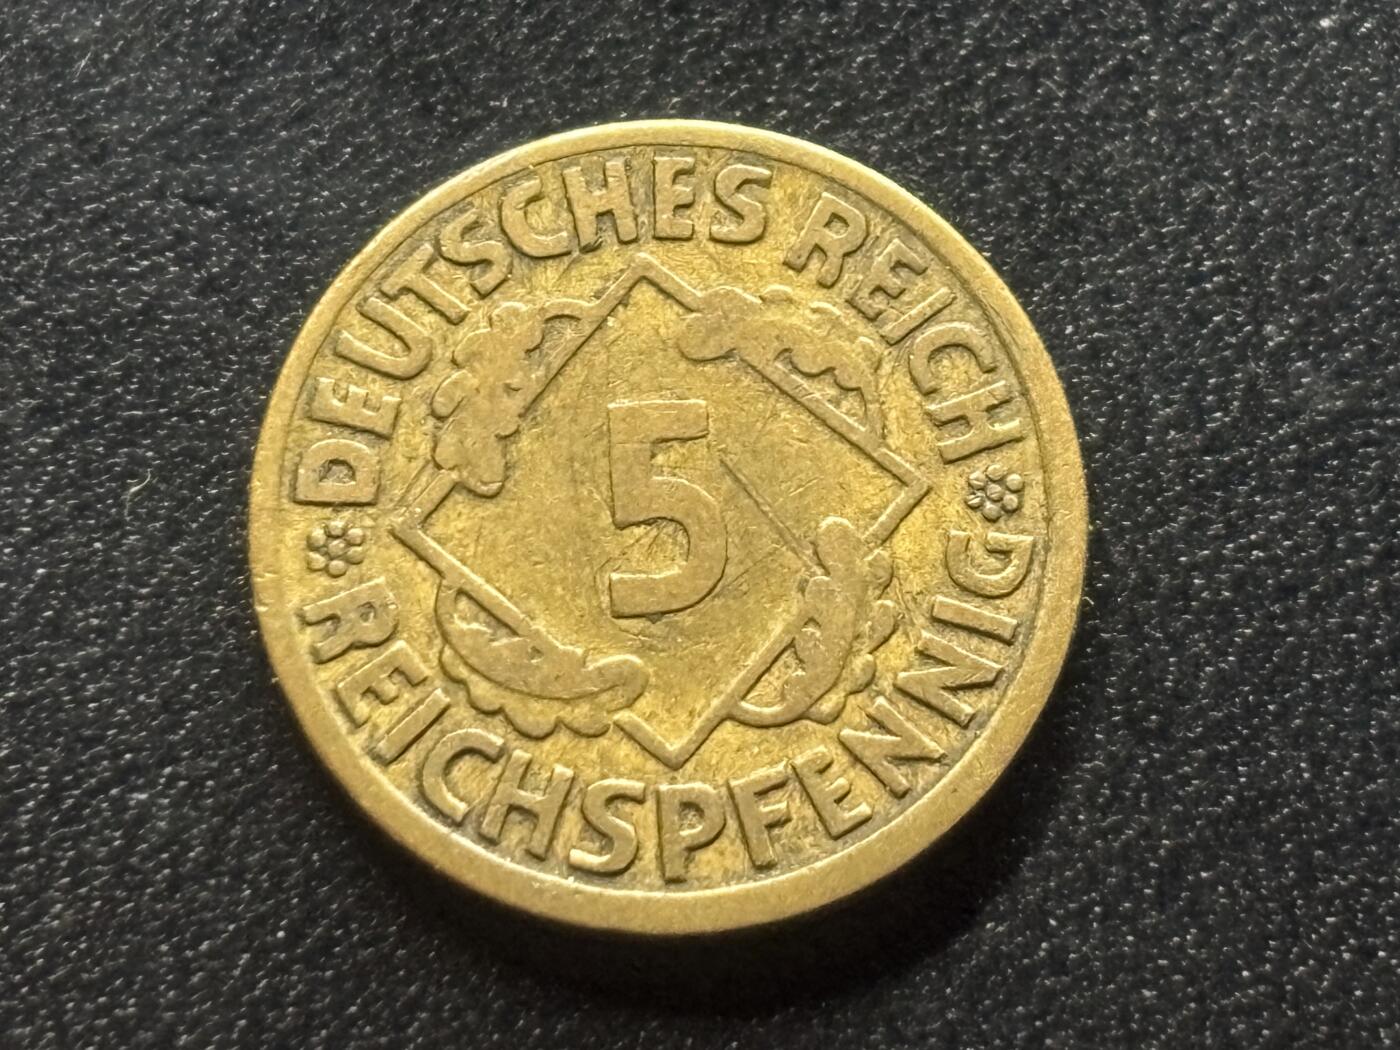 DEUTSCHES REICH
5
REICHSPFENNIG